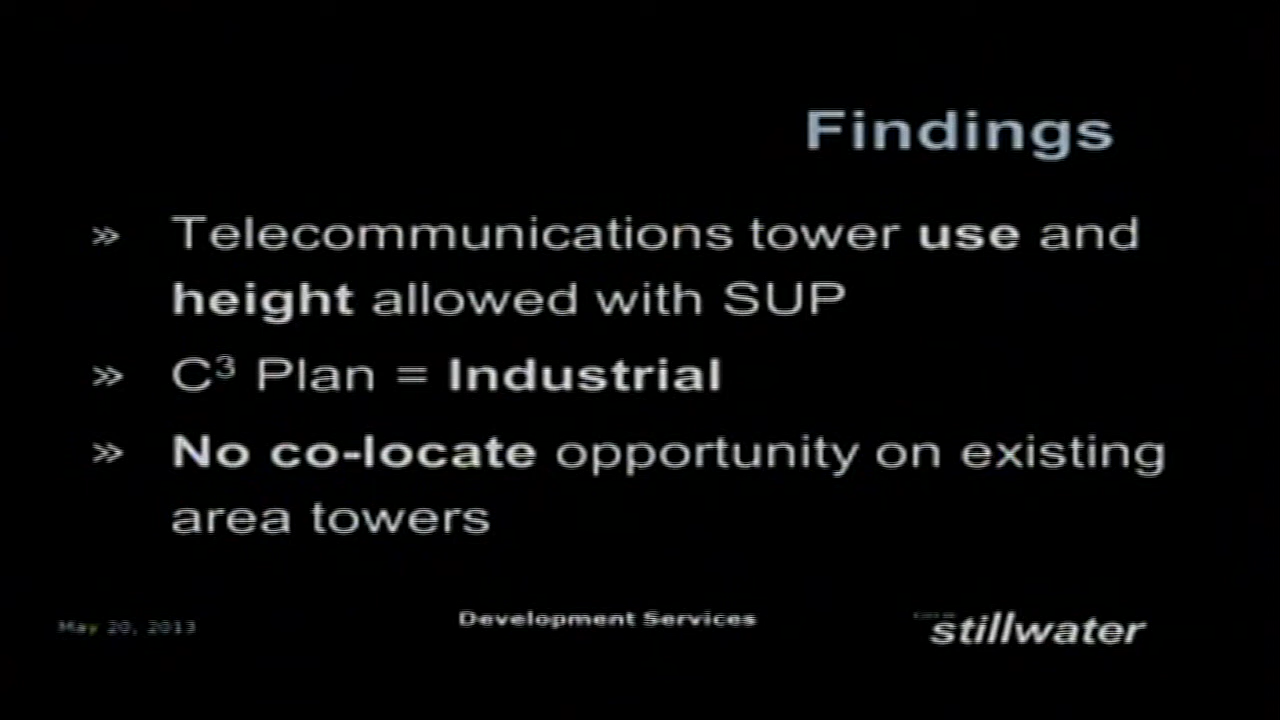 Findings
» Telecommunications tower use and
height allowed with SUP
» C³ Plan = Industrial
» No co-locate opportunity on existing
area towers
May 20, 2013
Development Services
stillwater